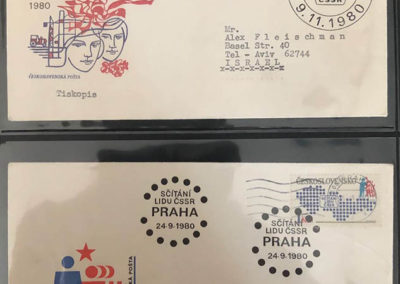 1980
ČSSR
9.11.1980
Mr.
Alex Fleischman
Basel Str. 40
Tel - Aviv 62744
ISRAEL
x-x-x-x-x-x
ČESKOSLOVENSKÁ POŠTA
Tiskopis
SČÍTÁNÍ
LIDU ČSSR
PRAHA
24·9·1980
ČESKOSLOVENSKO
SČÍTÁNÍ
LIDU ČSSR
PRAHA
24·9·1980
POŠTA